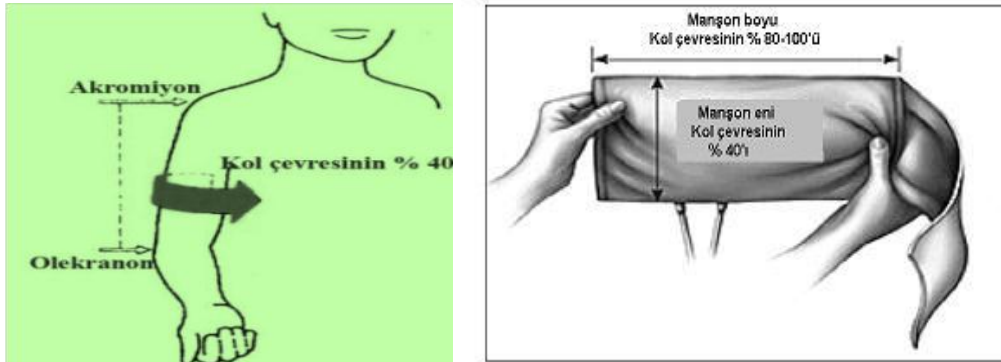 Akromiyon
Kol çevresinin % 40
Olekranon
Manşon boyu
Kol çevresinin % 80-100'ü
Manşon eni
Kol çevresinin
% 40'ı